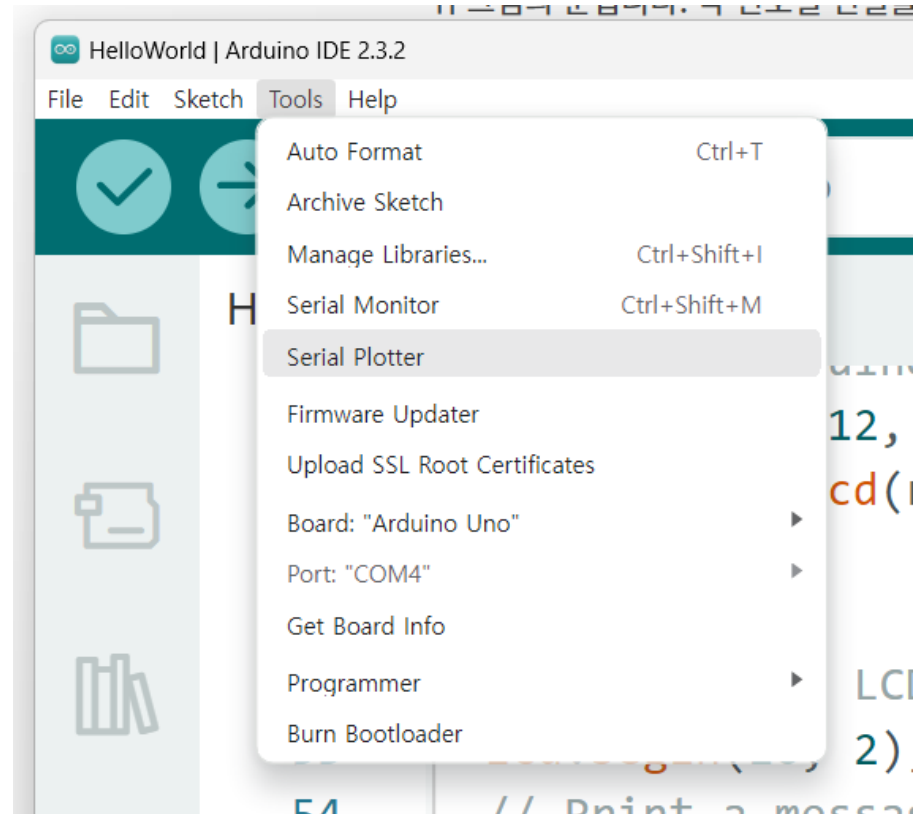 HelloWorld | Arduino IDE 2.3.2
File Edit Sketch Tools Help
Auto Format Ctrl+T
Archive Sketch
Manage Libraries... Ctrl+Shift+I
Serial Monitor Ctrl+Shift+M
Serial Plotter
Firmware Updater
12,
Upload SSL Root Certificates
cd(
Board: "Arduino Uno"
Port: "COM4"
Get Board Info
Programmer
LCD
Burn Bootloader
2)
54 // Print a messa